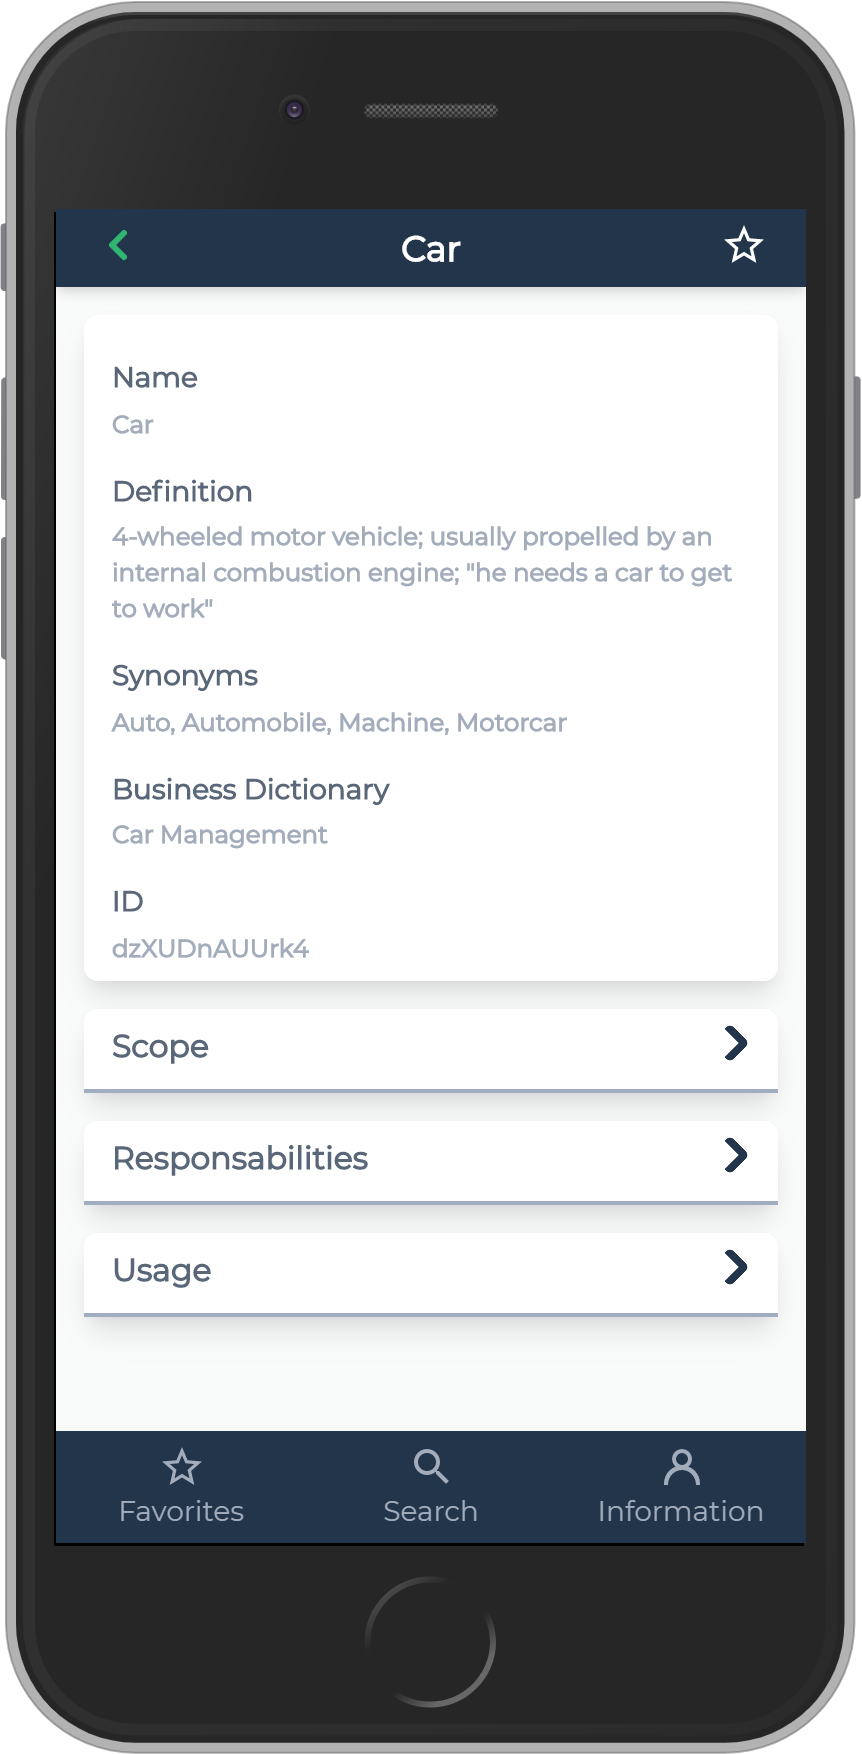 Car
Name
Car
Definition
4-wheeled motor vehicle; usually propelled by an
internal combustion engine; "he needs a car to get
to work"
Synonyms
Auto, Automobile, Machine, Motorcar
Business Dictionary
Car Management
ID
dzXUDnAUUrk4
Scope
Responsabilities
Usage
Favorites
Search
Information